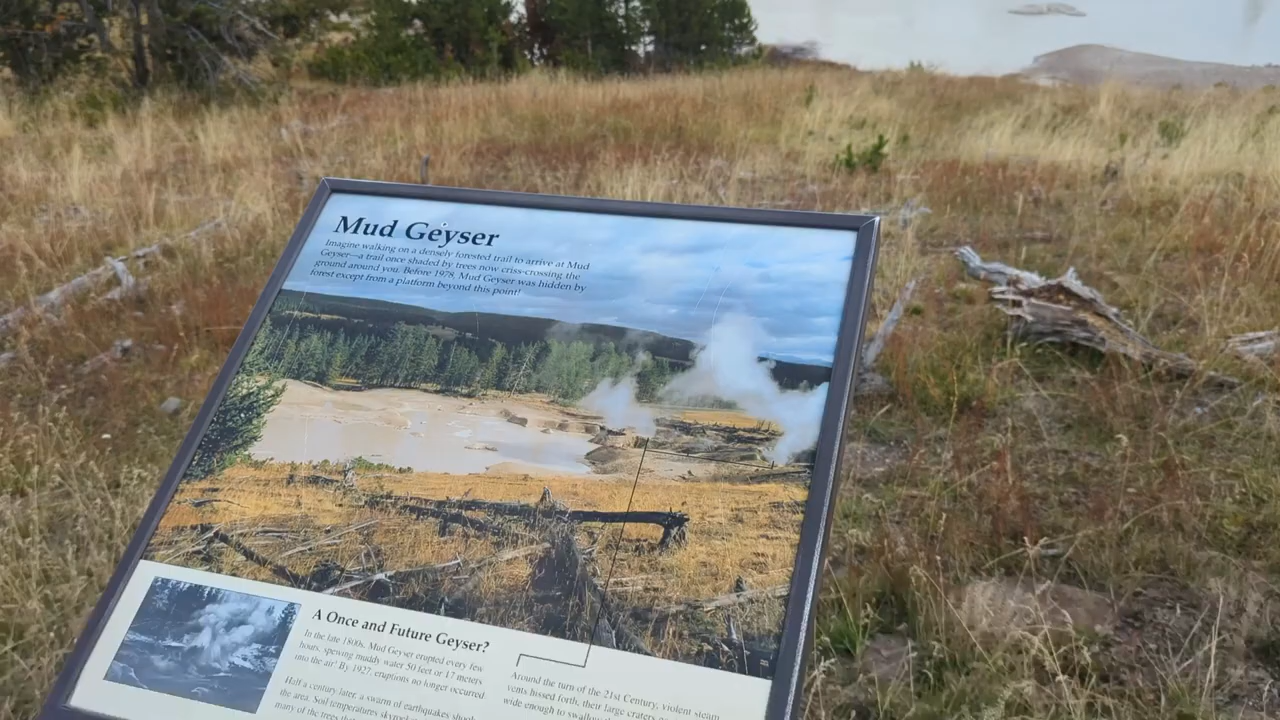 Mud Geyser
Imagine walking on a densely forested trail to arrive at Mud
Geyser—a trail once shaded by trees now criss-crossing the
ground around you. Before 1978, Mud Geyser was hidden by
forest except from a platform beyond this point!
A Once and Future Geyser?
In the late 1800s, Mud Geyser erupted every few
hours, spewing muddy water 50 feet or 17 meters
into the air! By 1927, eruptions no longer occurred
Half a century later, a swarm of earthquakes shook
the area. Soil temperatures
many of the trees
Around the turn of the 21st Century, violent steam
vents hissed forth, their large craters
wide enough to swallow